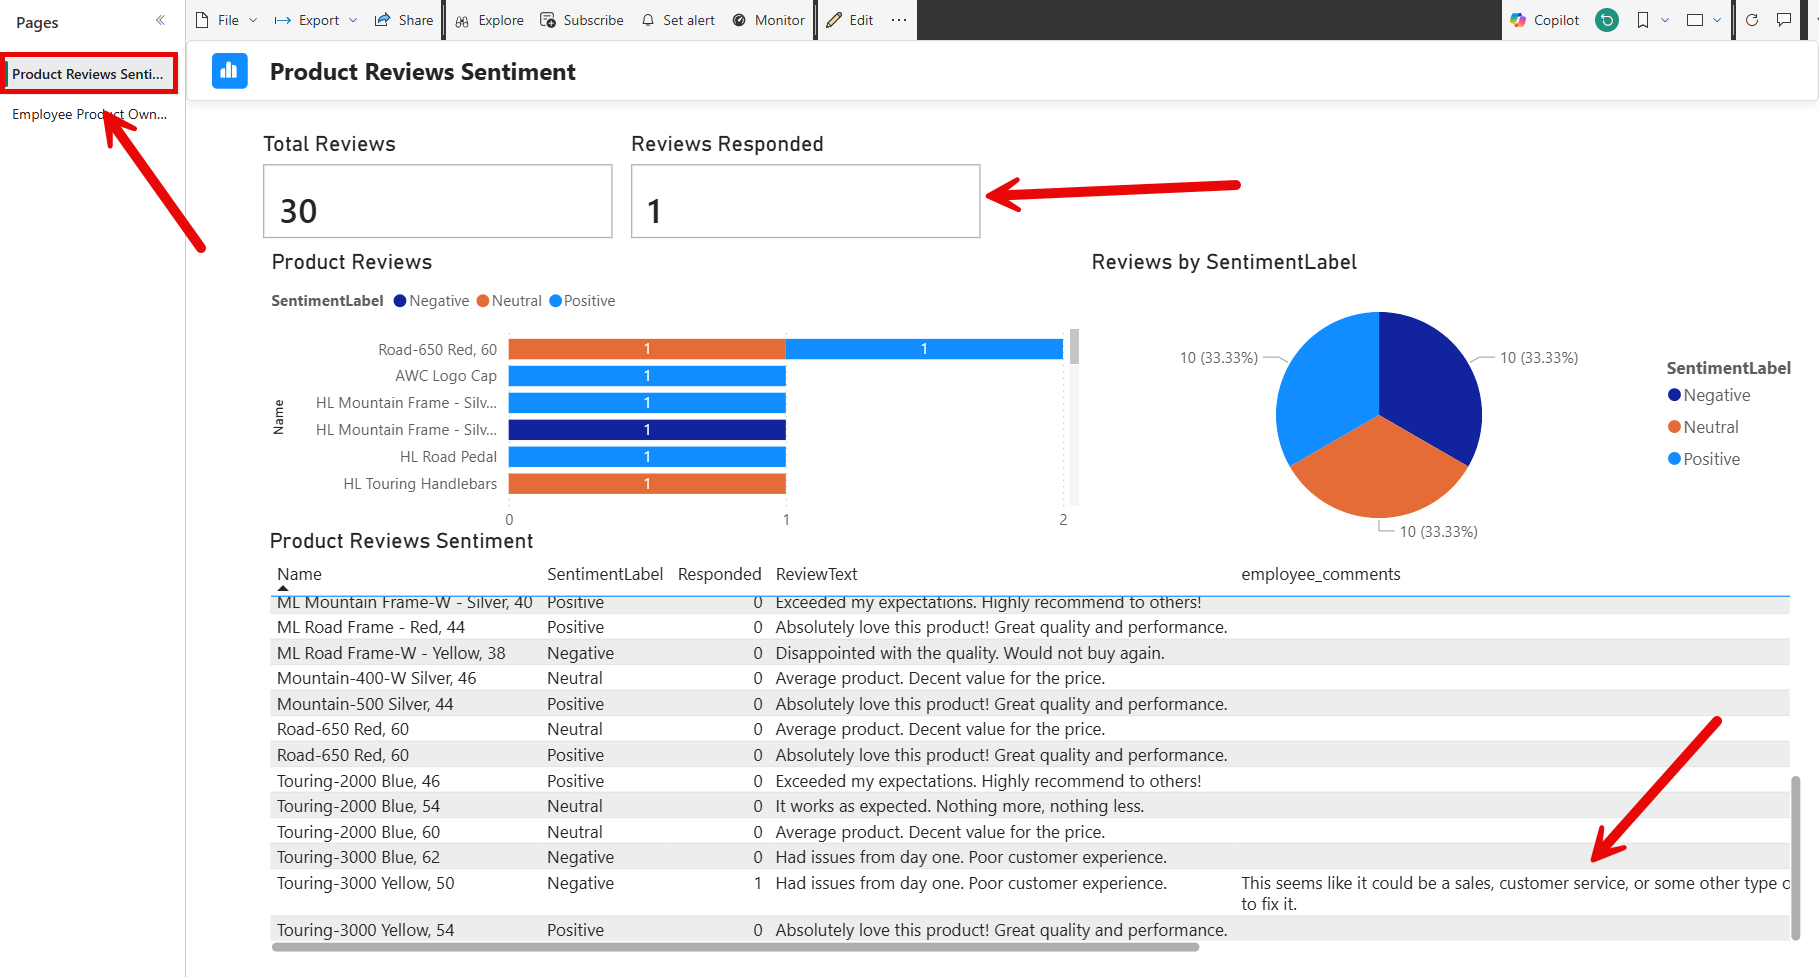 Pages
File
Export
Share
Explore
Subscribe
Set alert
Monitor
Edit
Copilot
Product Reviews Senti...
Employee Product Own...
Product Reviews Sentiment
Total Reviews
30
Reviews Responded
1
Product Reviews
SentimentLabel Negative Neutral Positive
Name
Road-650 Red, 60 1 1
AWC Logo Cap 1
HL Mountain Frame - Silv... 1
HL Mountain Frame - Silv... 1
HL Road Pedal 1
HL Touring Handlebars 1
0 1 2
Reviews by SentimentLabel
10 (33.33%)
10 (33.33%)
10 (33.33%)
SentimentLabel
Negative
Neutral
Positive
Product Reviews Sentiment
Name SentimentLabel Responded ReviewText employee_comments
ML Mountain Frame-W - Silver, 40 Positive 0 Exceeded my expectations. Highly recommend to others!
ML Road Frame - Red, 44 Positive 0 Absolutely love this product! Great quality and performance.
ML Road Frame-W - Yellow, 38 Negative 0 Disappointed with the quality. Would not buy again.
Mountain-400-W Silver, 46 Neutral 0 Average product. Decent value for the price.
Mountain-500 Silver, 44 Positive 0 Absolutely love this product! Great quality and performance.
Road-650 Red, 60 Neutral 0 Average product. Decent value for the price.
Road-650 Red, 60 Positive 0 Absolutely love this product! Great quality and performance.
Touring-2000 Blue, 46 Positive 0 Exceeded my expectations. Highly recommend to others!
Touring-2000 Blue, 54 Neutral 0 It works as expected. Nothing more, nothing less.
Touring-2000 Blue, 60 Neutral 0 Average product. Decent value for the price.
Touring-3000 Blue, 62 Negative 0 Had issues from day one. Poor customer experience.
Touring-3000 Yellow, 50 Negative 1 Had issues from day one. Poor customer experience. This seems like it could be a sales, customer service, or some other type
to fix it.
Touring-3000 Yellow, 54 Positive 0 Absolutely love this product! Great quality and performance.